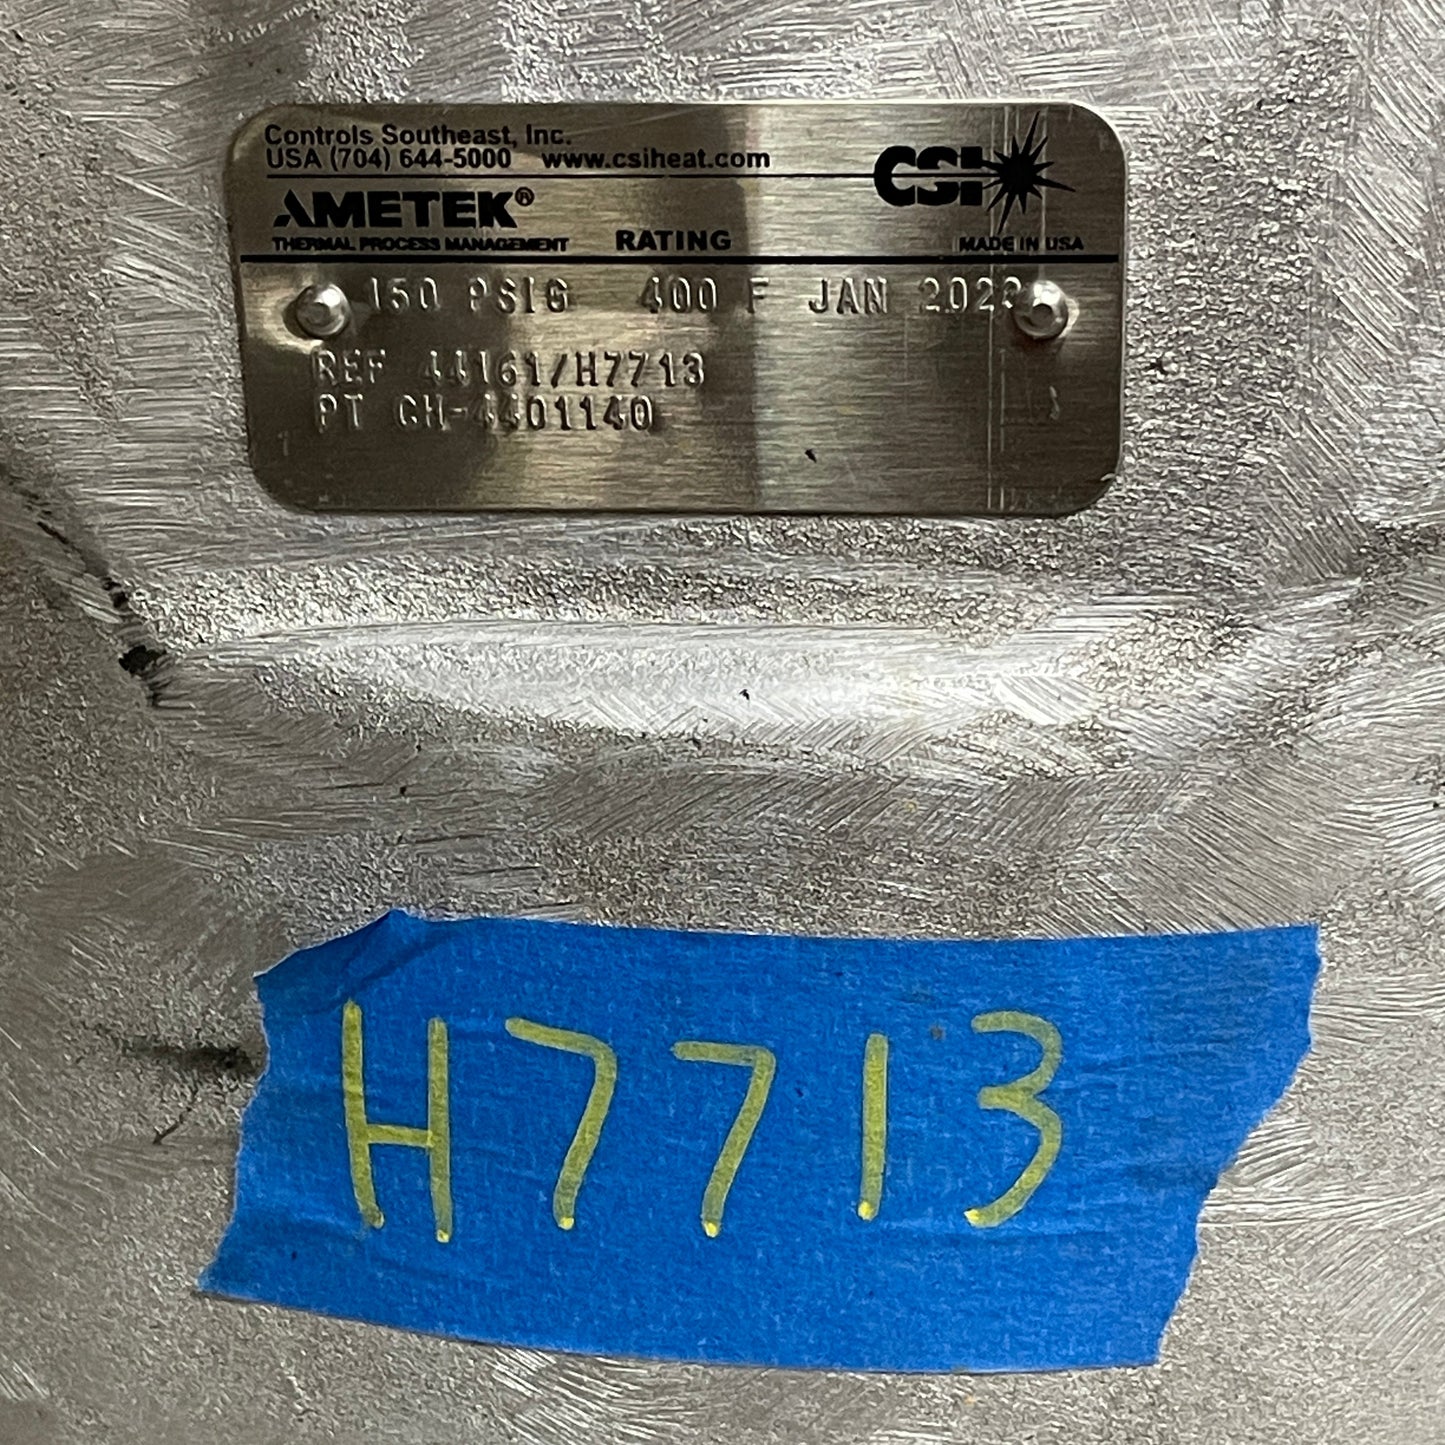 Controls Southeast, Inc.
USA (704) 644-5000 www.csiheat.com
CSI
AMETEK®
THERMAL PROCESS MANAGEMENT RATING MADE IN USA
150 PSIG 400 F JAN
REF 44161/H7713
PT CH-4401140
H7713